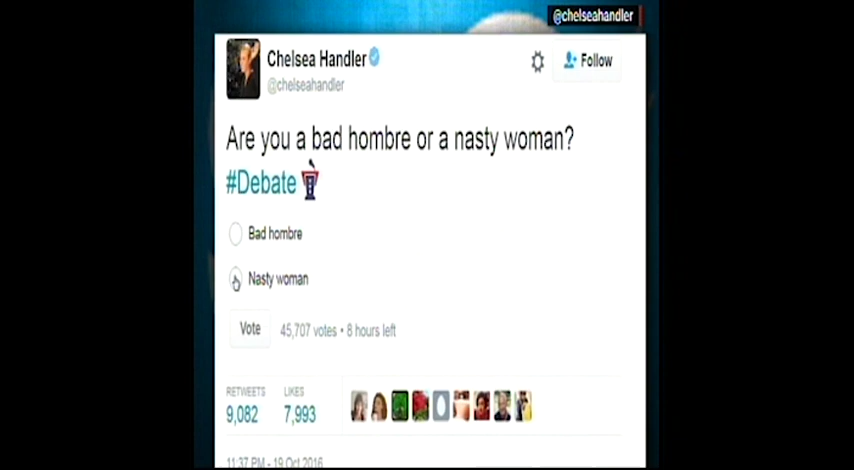 @chelseahandler
Chelsea Handler
@chelseahandler
Follow
Are you a bad hombre or a nasty woman?
#Debate
Bad hombre
Nasty woman
Vote
45,707 votes • 8 hours left
RETWEETS LIKES
9,082 7,993
11:37 PM - 19 Oct 2016